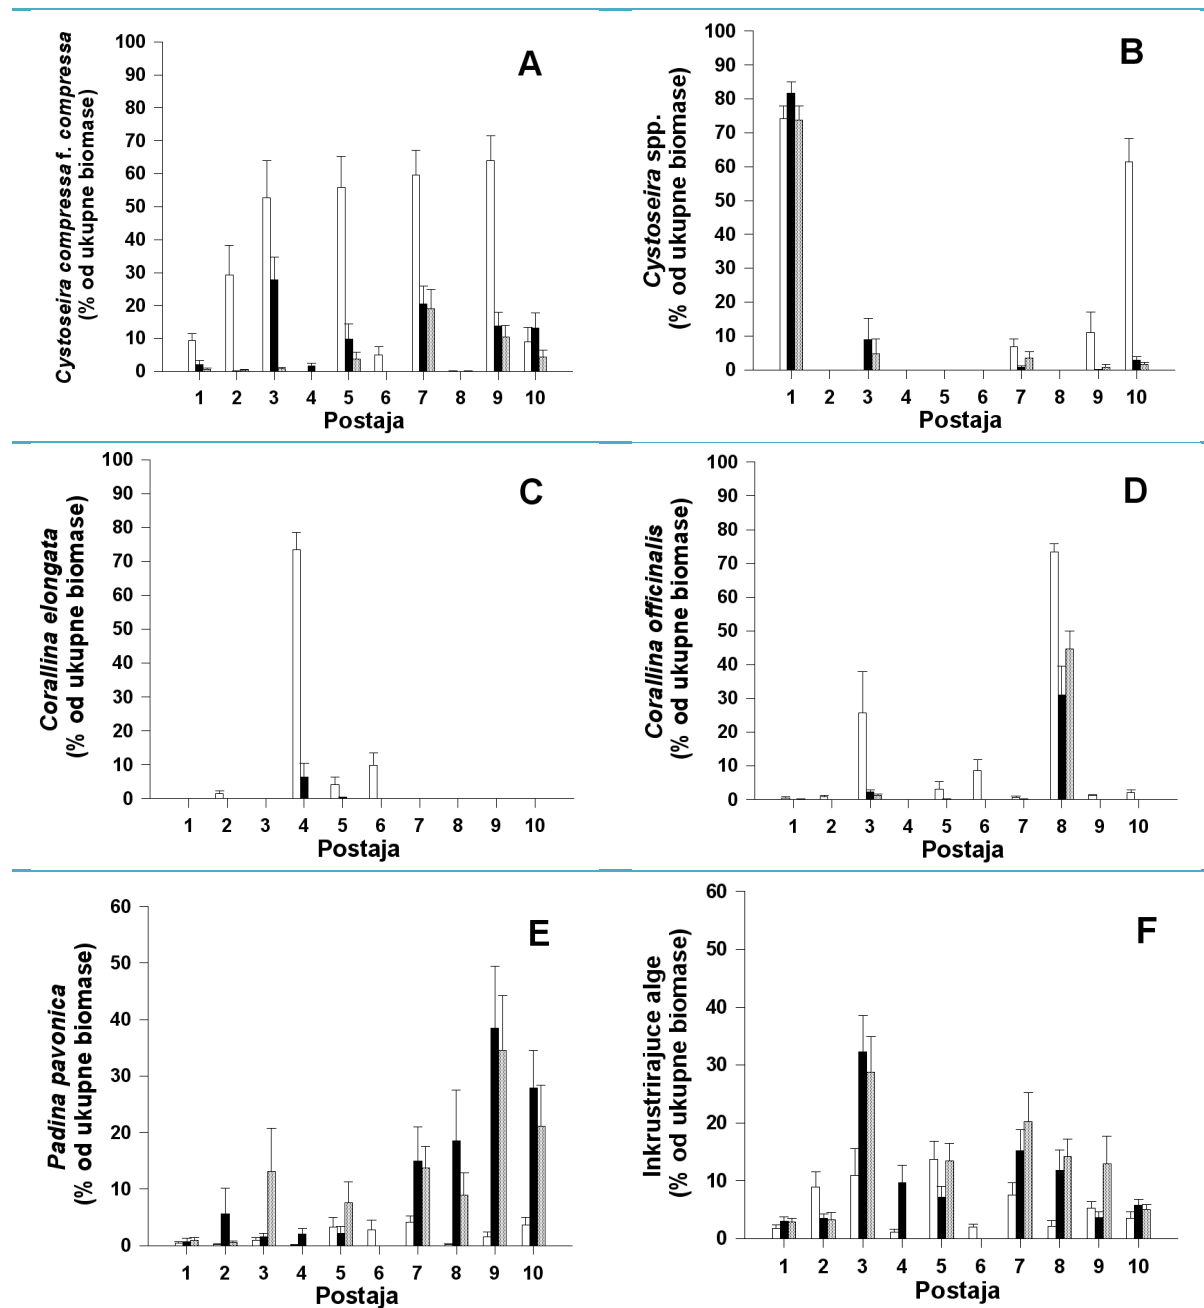 A
Cystoseira compressa f. compressa
(% od ukupne biomase)
100
90
80
70
60
50
40
30
20
10
0
1 2 3 4 5 6 7 8 9 10
Postaja
B
Cystoseira spp.
(% od ukupne biomase)
100
90
80
70
60
50
40
30
20
10
0
1 2 3 4 5 6 7 8 9 10
Postaja
C
Corallina elongata
(% od ukupne biomase)
100
90
80
70
60
50
40
30
20
10
0
1 2 3 4 5 6 7 8 9 10
Postaja
D
Corallina officinalis
(% od ukupne biomase)
100
90
80
70
60
50
40
30
20
10
0
1 2 3 4 5 6 7 8 9 10
Postaja
E
Padina pavonica
(% od ukupne biomase)
60
50
40
30
20
10
0
1 2 3 4 5 6 7 8 9 10
Postaja
F
Inkrustrirajuce alge
(% od ukupne biomase)
60
50
40
30
20
10
0
1 2 3 4 5 6 7 8 9 10
Postaja